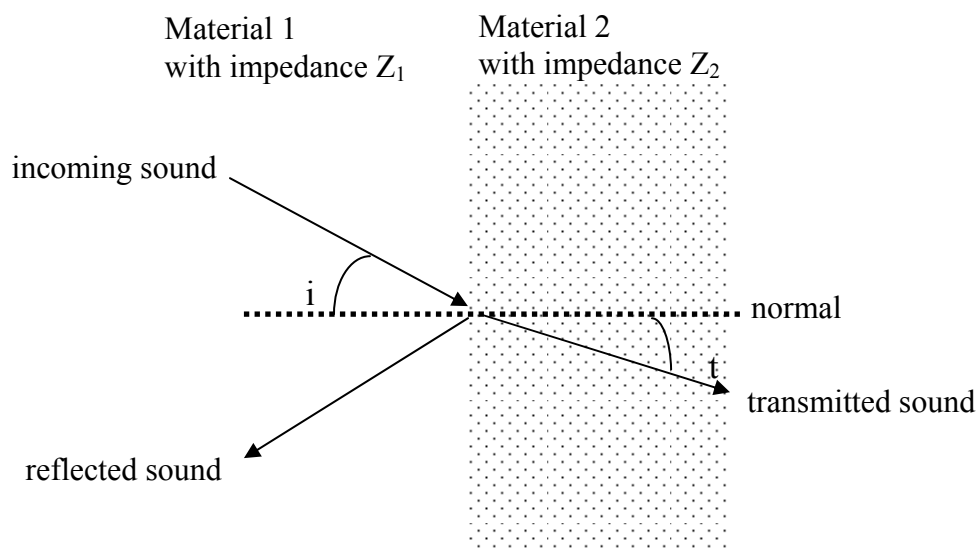 Material 1
with impedance Z₁
Material 2
with impedance Z₂
incoming sound
i
normal
t
transmitted sound
reflected sound